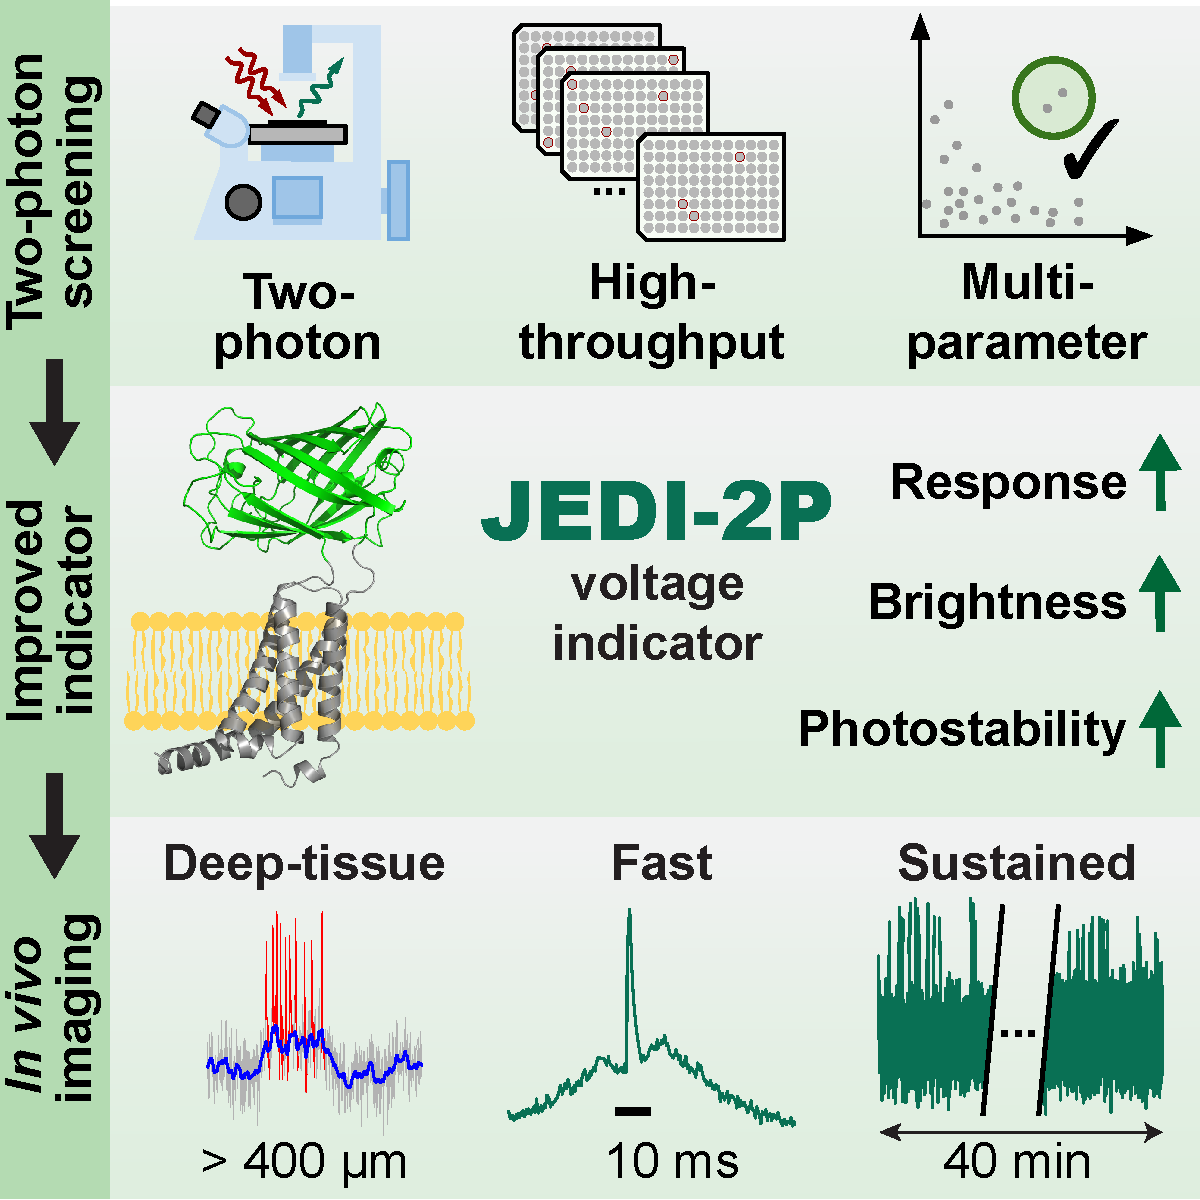 Two-photon
screening
Two-
photon
High-
throughput
...
Multi-
parameter
Improved
indicator
JEDI-2P
voltage
indicator
Response
Brightness
Photostability
In vivo
imaging
Deep-tissue
> 400 µm
Fast
10 ms
Sustained
...
40 min